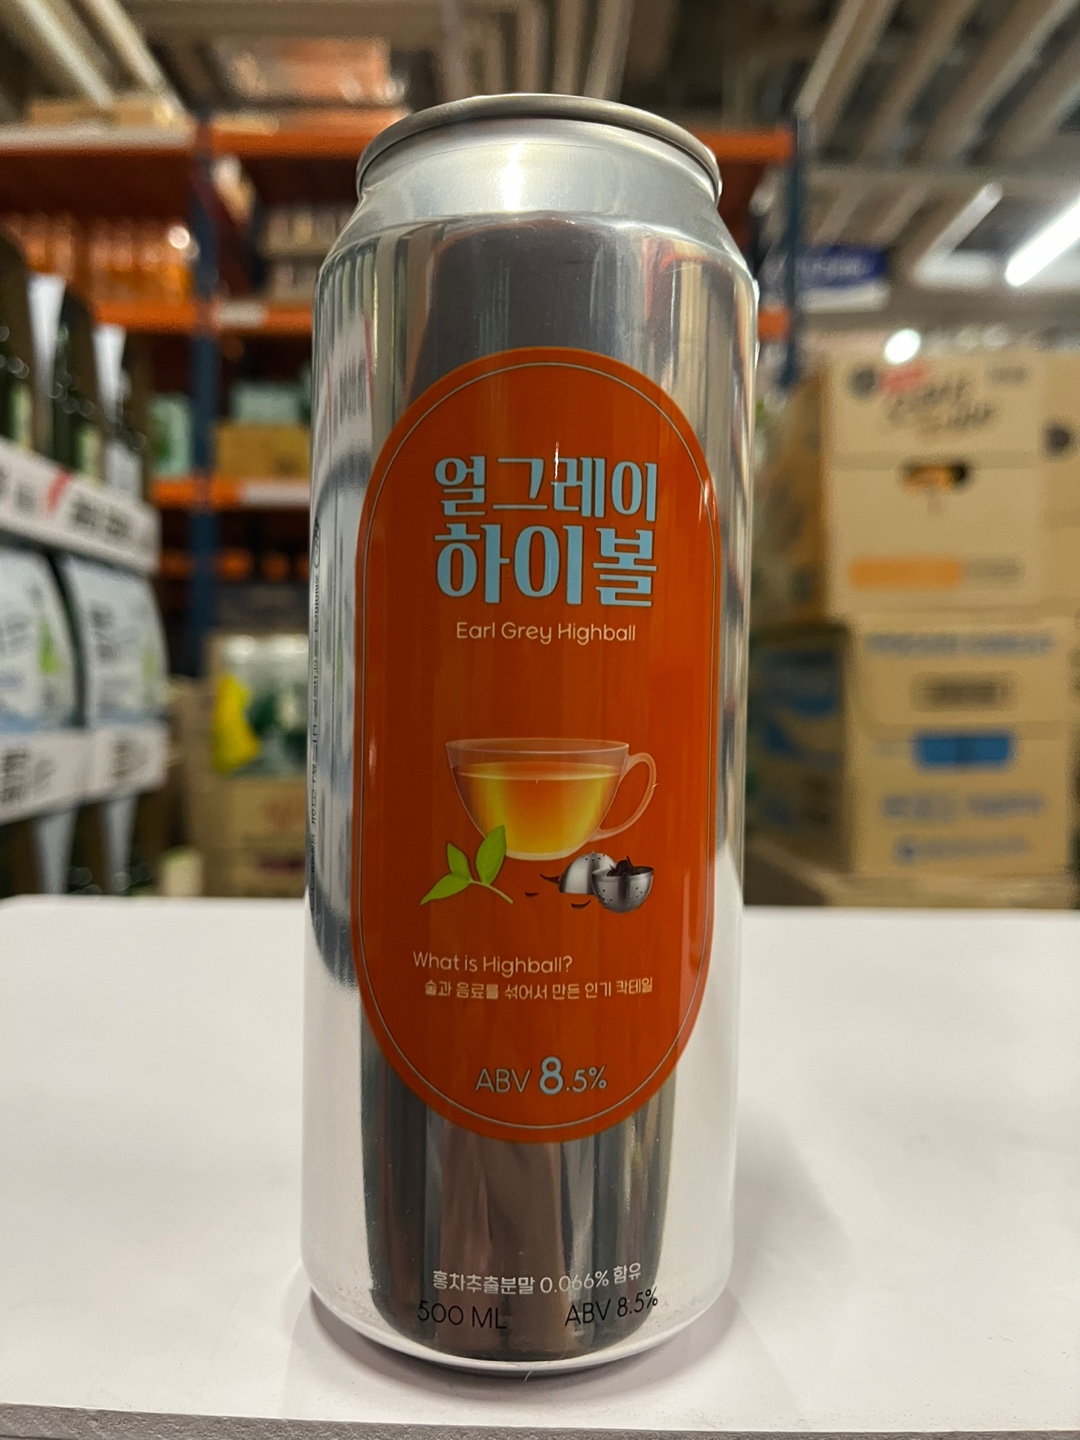 얼그레이
하이볼
Earl Grey Highball
What is Highball?
술과 음료를 섞어서 만든 인기 칵테일
ABV 8.5%
홍차추출분말 0.066% 함유
500 ML ABV 8.5%